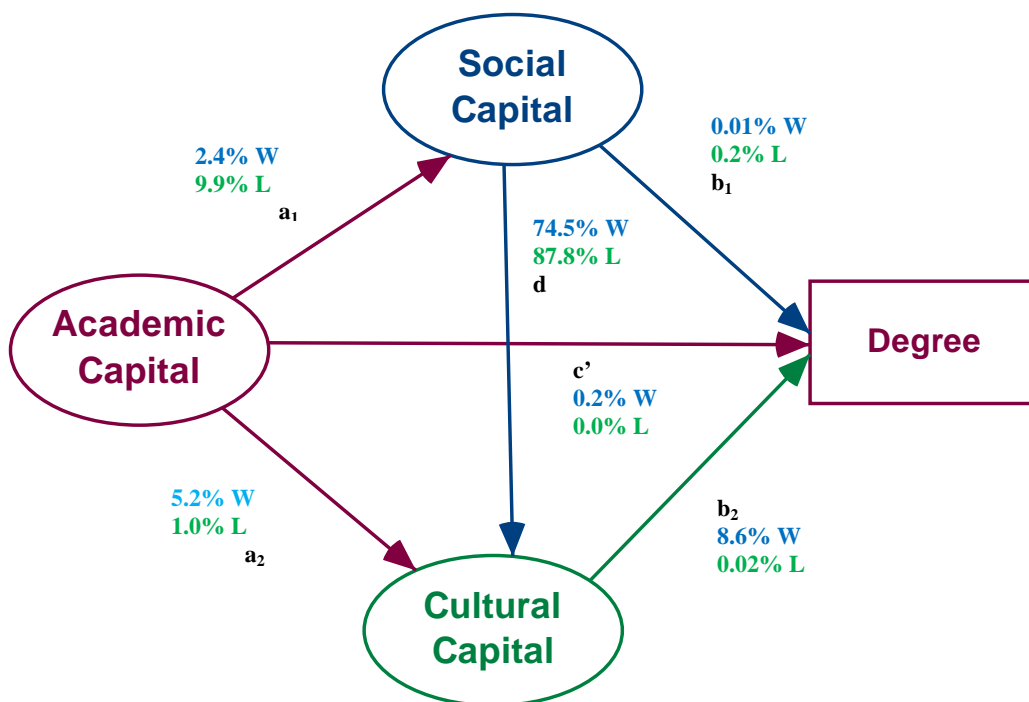 Social
Capital
0.01% W
0.2% L
b₁
2.4% W
9.9% L
a₁
74.5% W
87.8% L
d
Academic
Capital
Degree
c’
0.2% W
0.0% L
5.2% W
1.0% L
a₂
b₂
8.6% W
0.02% L
Cultural
Capital